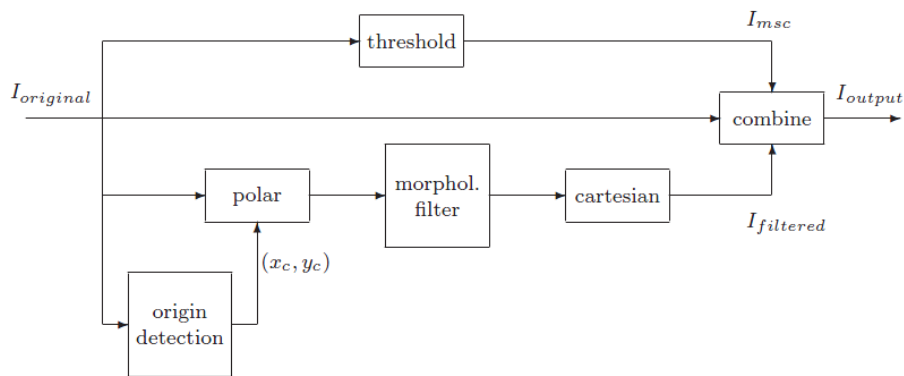 I_msc
threshold
I_original
I_output
combine
morphol.
filter
polar
cartesian
I_filtered
(x_c, y_c)
origin
detection